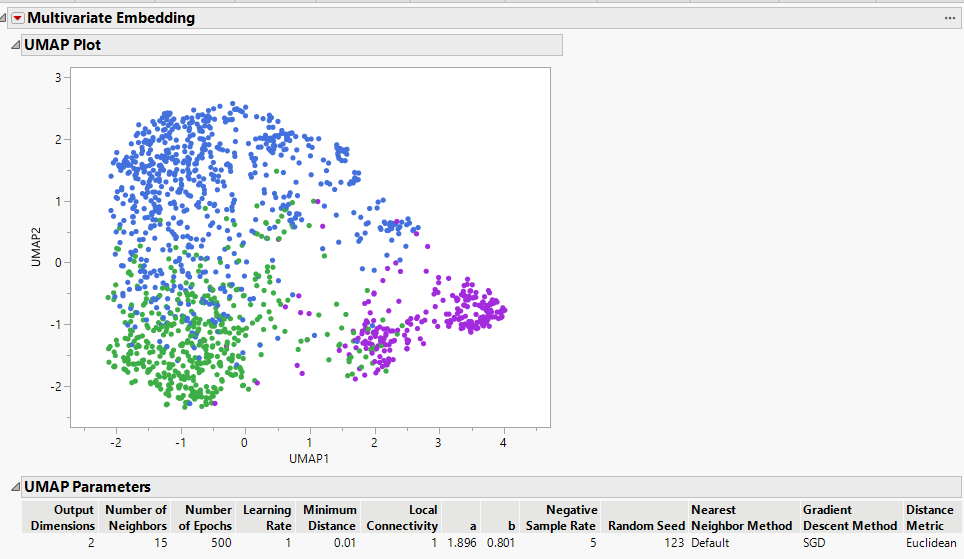 Multivariate Embedding
UMAP Plot
3
2
1
0
-1
-2
UMAP2
-2 -1 0 1 2 3 4
UMAP1
UMAP Parameters
Output Number of Number Learning Minimum Local Negative Nearest Gradient Distance
Dimensions Neighbors of Epochs Rate Distance Connectivity a b Sample Rate Random Seed Neighbor Method Descent Method Metric
2 15 500 1 0.01 1 1.896 0.801 5 123 Default SGD Euclidean